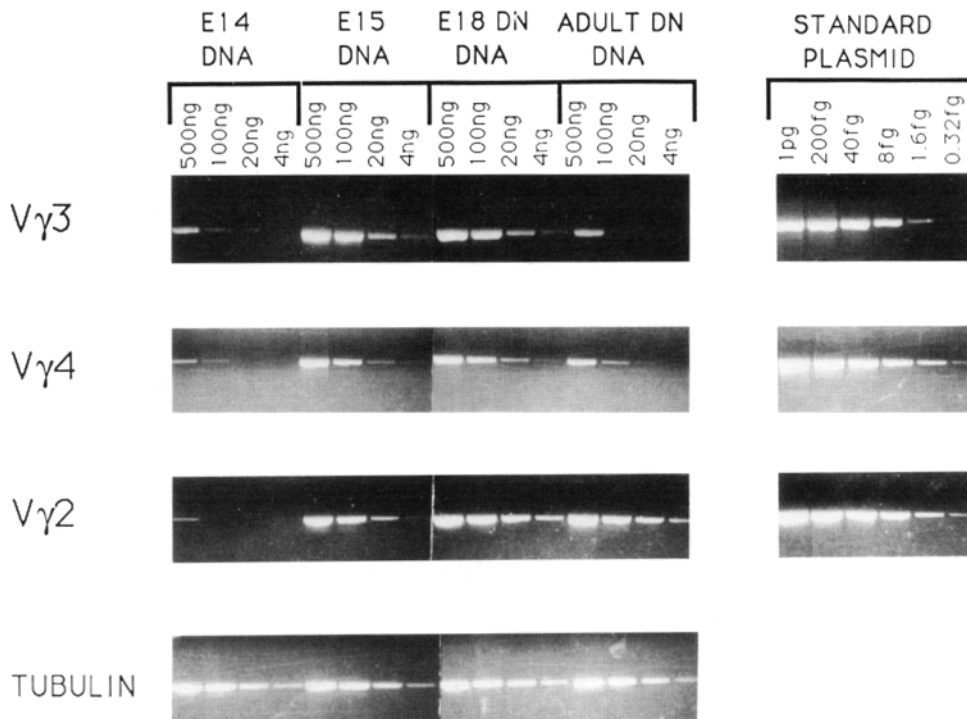 E14 DNA
E15 DNA
E18 DN DNA
ADULT DN DNA
STANDARD PLASMID
500ng 100ng 20ng 4ng
500ng 100ng 20ng 4ng
500ng 100ng 20ng 4ng
500ng 100ng 20ng 4ng
1pg 200fg 40fg 8fg 1.6fg 0.32fg
Vγ3
Vγ4
Vγ2
TUBULIN